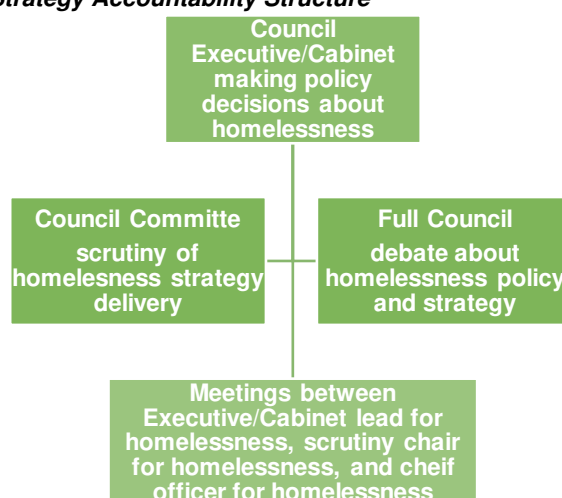 Strategy Accountability Structure
Council
Executive/Cabinet
making policy
decisions about
homelessness
Council Committe
scrutiny of
homelesness strategy
delivery
Full Council
debate about
homelessness policy
and strategy
Meetings between
Executive/Cabinet lead for
homelessness, scrutiny chair
for homelessness, and cheif
officer for homelessness